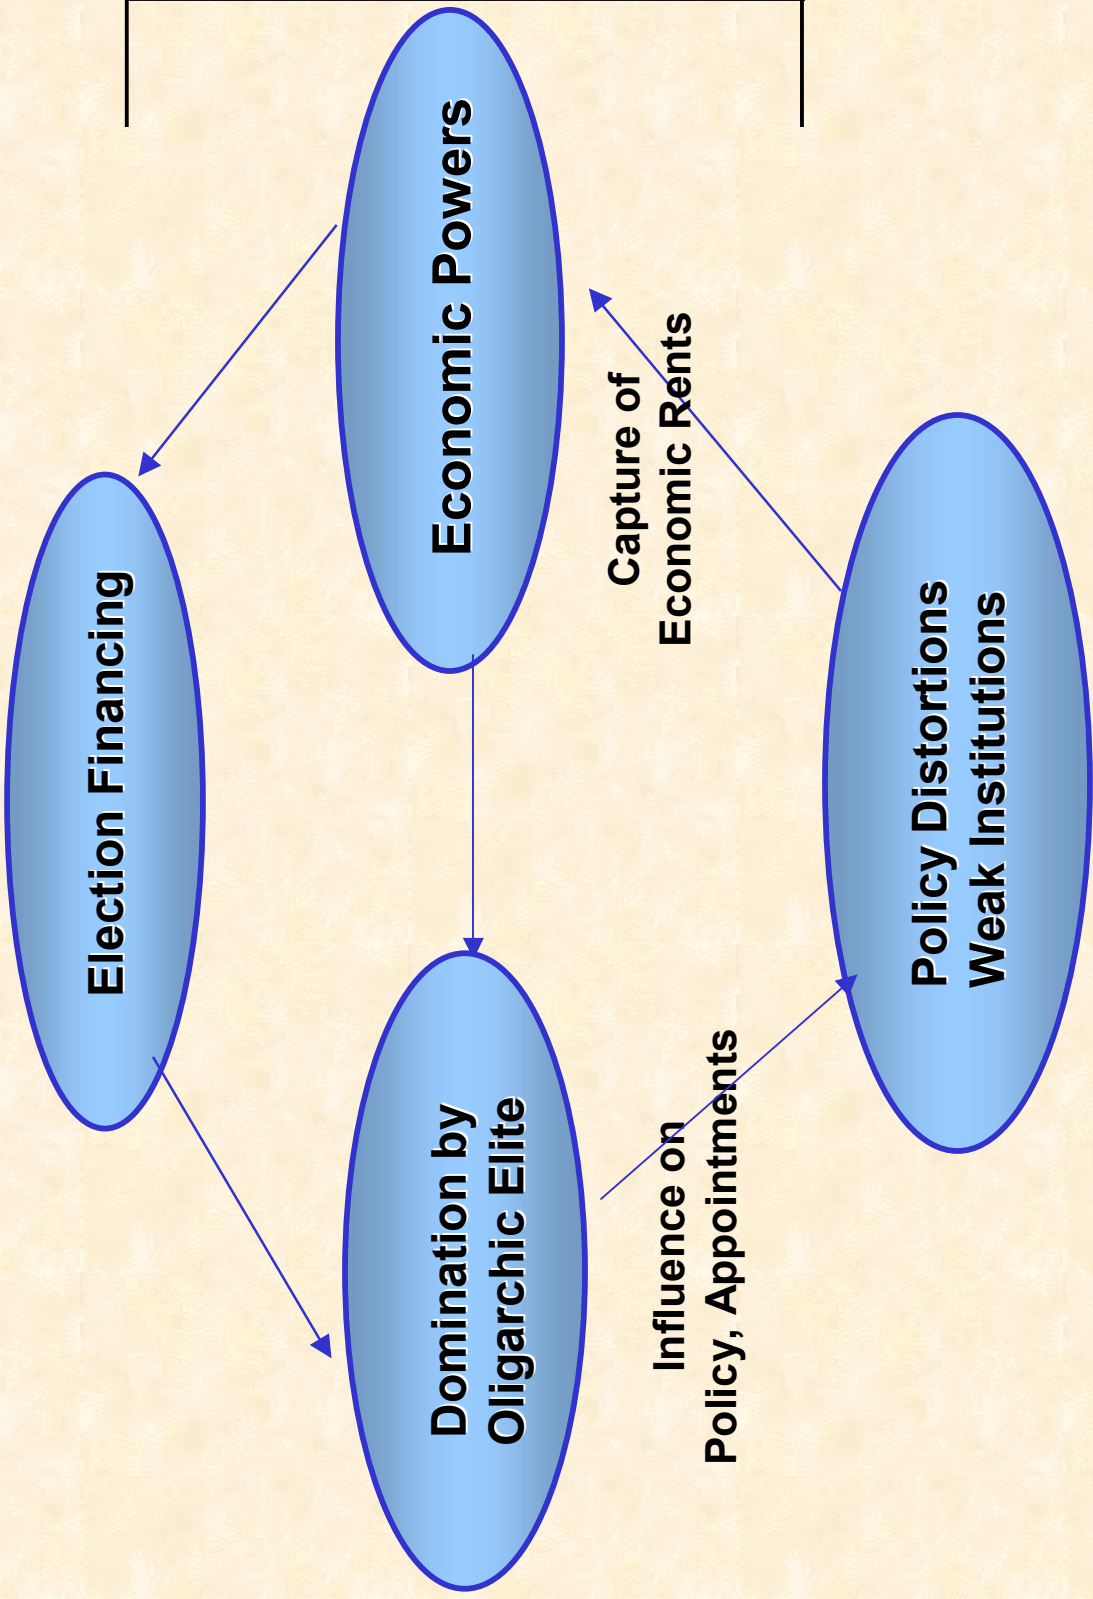 Election Financing
Domination by
Oligarchic Elite
Economic Powers
Influence on
Policy, Appointments
Capture of
Economic Rents
Policy Distortions
Weak Institutions